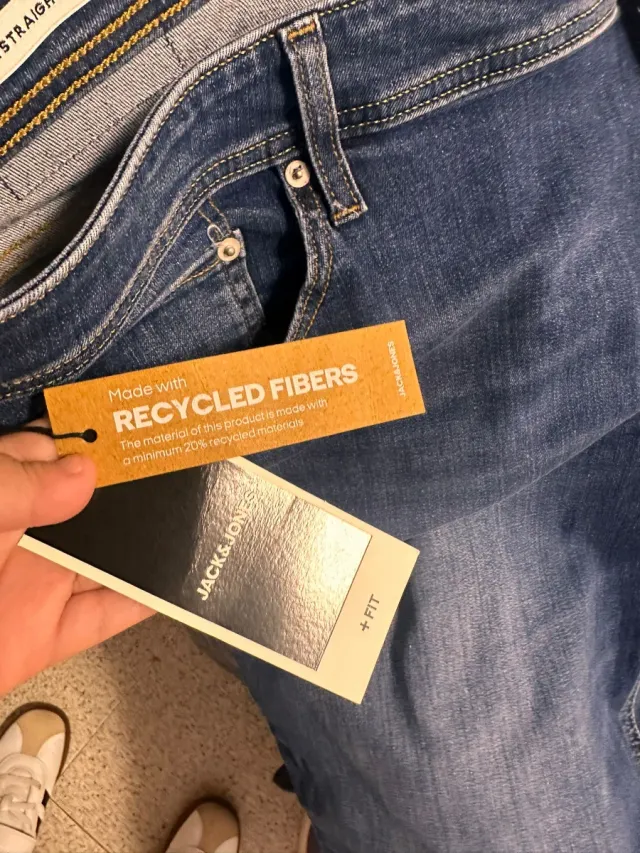 STRAIGH
Made with
RECYCLED FIBERS
The material of this product is made with
a minimum 20% recycled materials
JACK&JONES
JACK&JONES
+ FIT